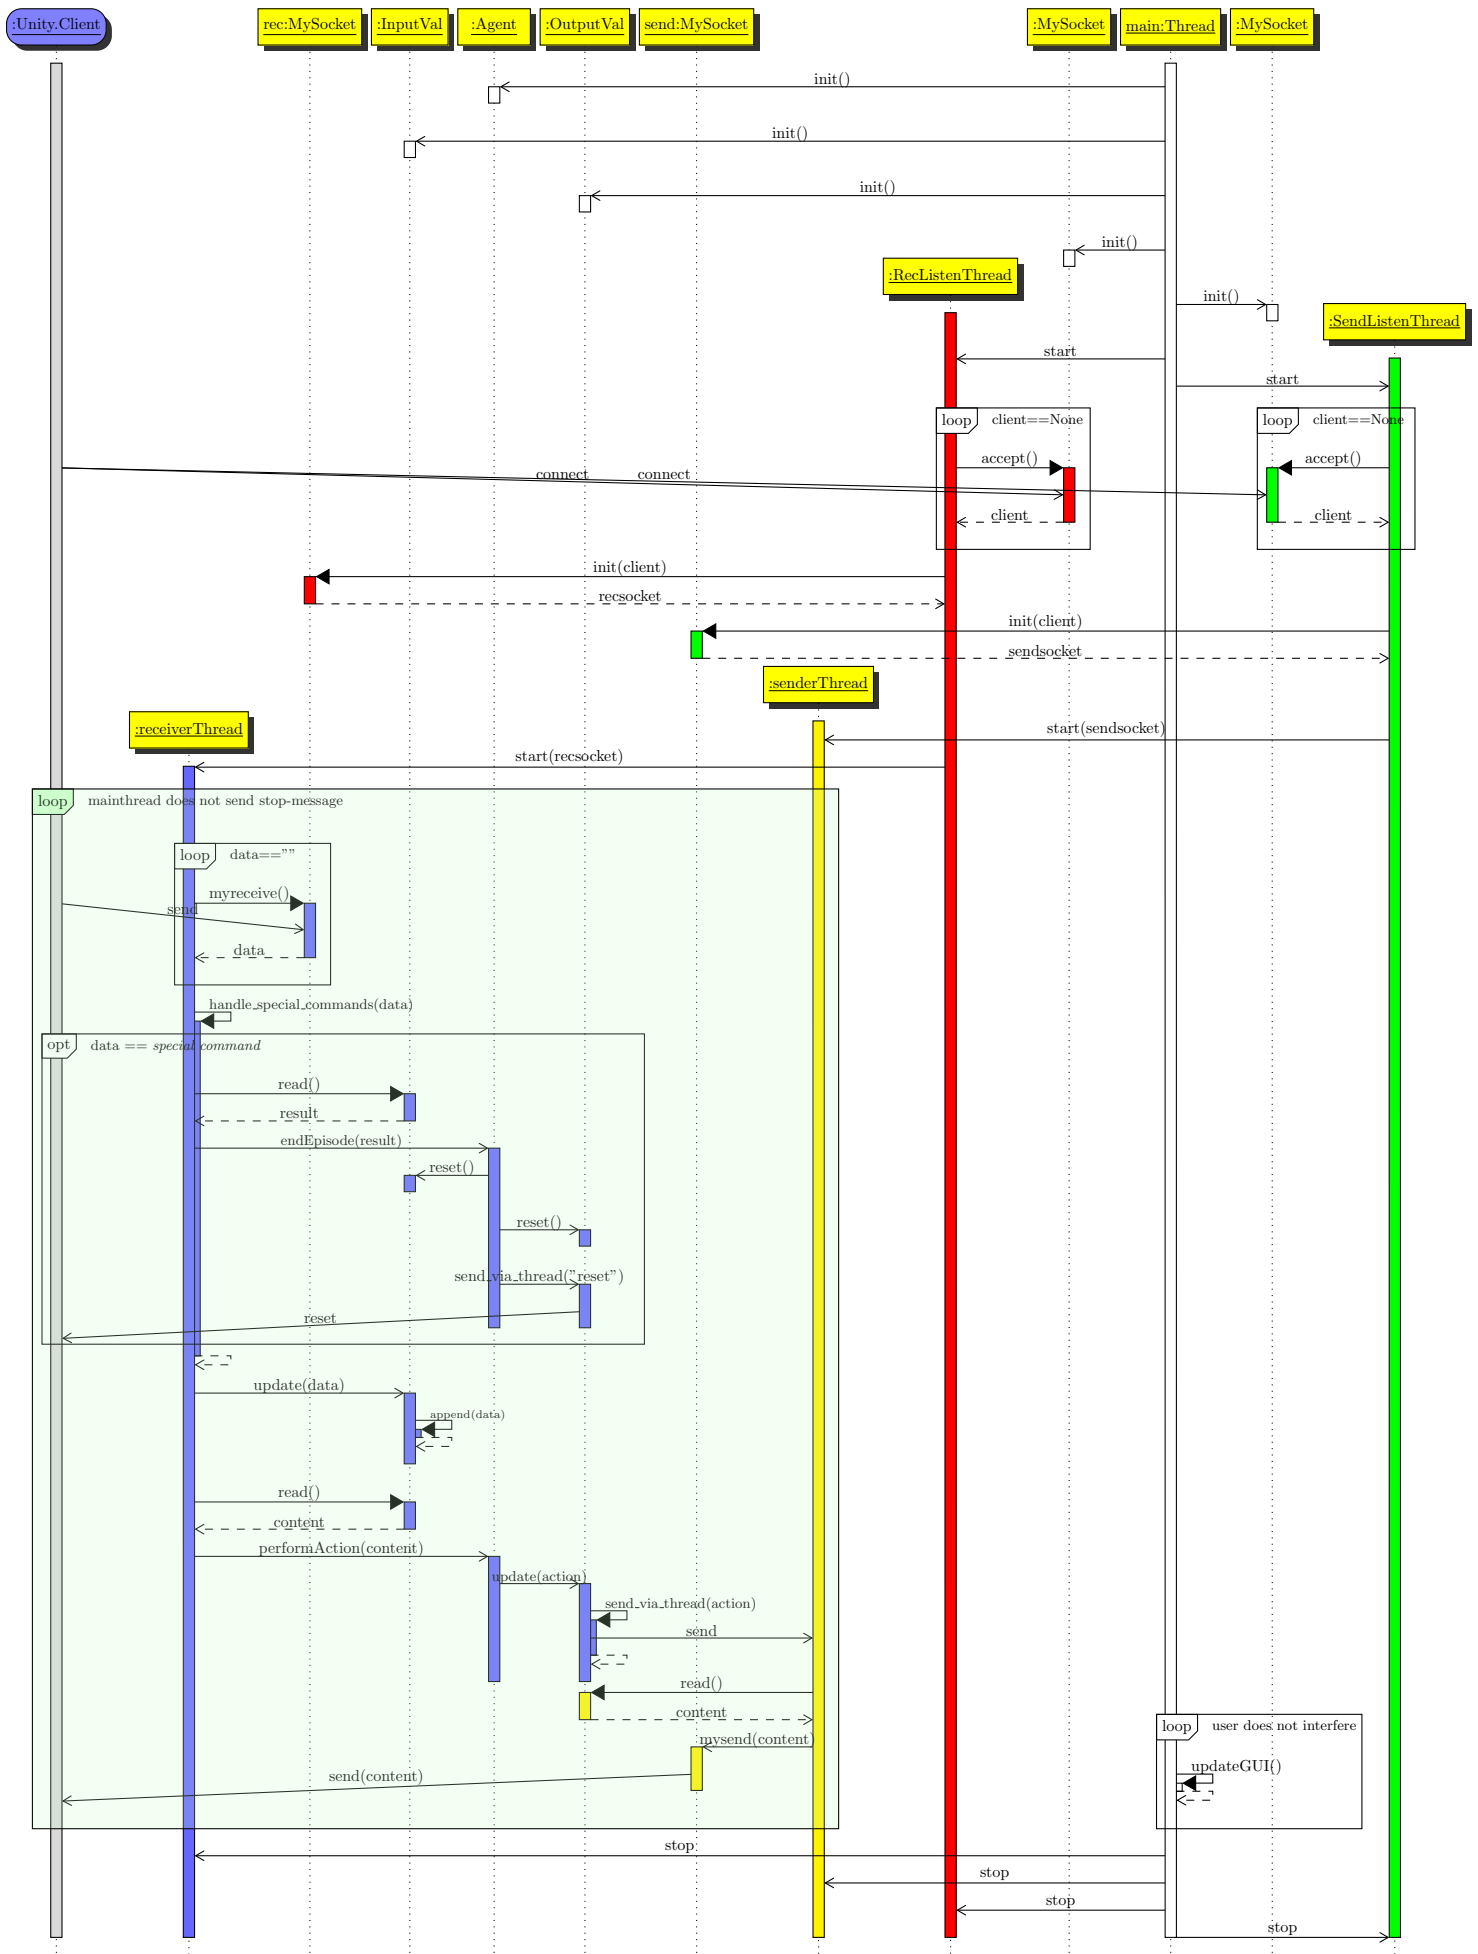 :Unity.Client
rec:MySocket
:InputVal
:Agent
:OutputVal
send:MySocket
:MySocket
main:Thread
:MySocket
init()
init()
init()
init()
:RecListenThread
init()
:SendListenThread
start
start
loop
client==None
loop
client==None
accept()
accept()
connect
connect
client
client
init(client)
recsocket
init(client)
sendsocket
:senderThread
:receiverThread
start(sendsocket)
start(recsocket)
loop
mainthread does not send stop-message
loop
data==””
myreceive()
send
data
handle_special_commands(data)
opt
data == special command
read()
result
endEpisode(result)
reset()
reset()
send_via_thread(”reset”)
reset
update(data)
append(data)
read()
content
performAction(content)
update(action)
send_via_thread(action)
send
read()
content
loop
user does not interfere
mysend(content)
updateGUI()
send(content)
stop
stop
stop
stop